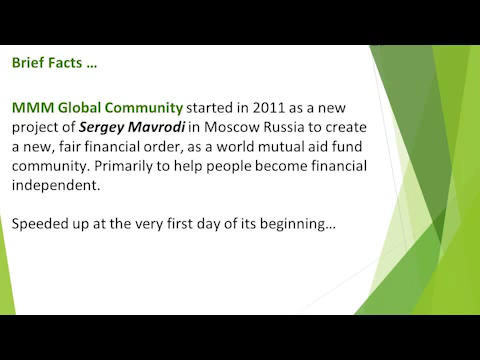 Brief Facts …
MMM Global Community started in 2011 as a new
project of Sergey Mavrodi in Moscow Russia to create
a new, fair financial order, as a world mutual aid fund
community. Primarily to help people become financial
independent.
Speeded up at the very first day of its beginning…